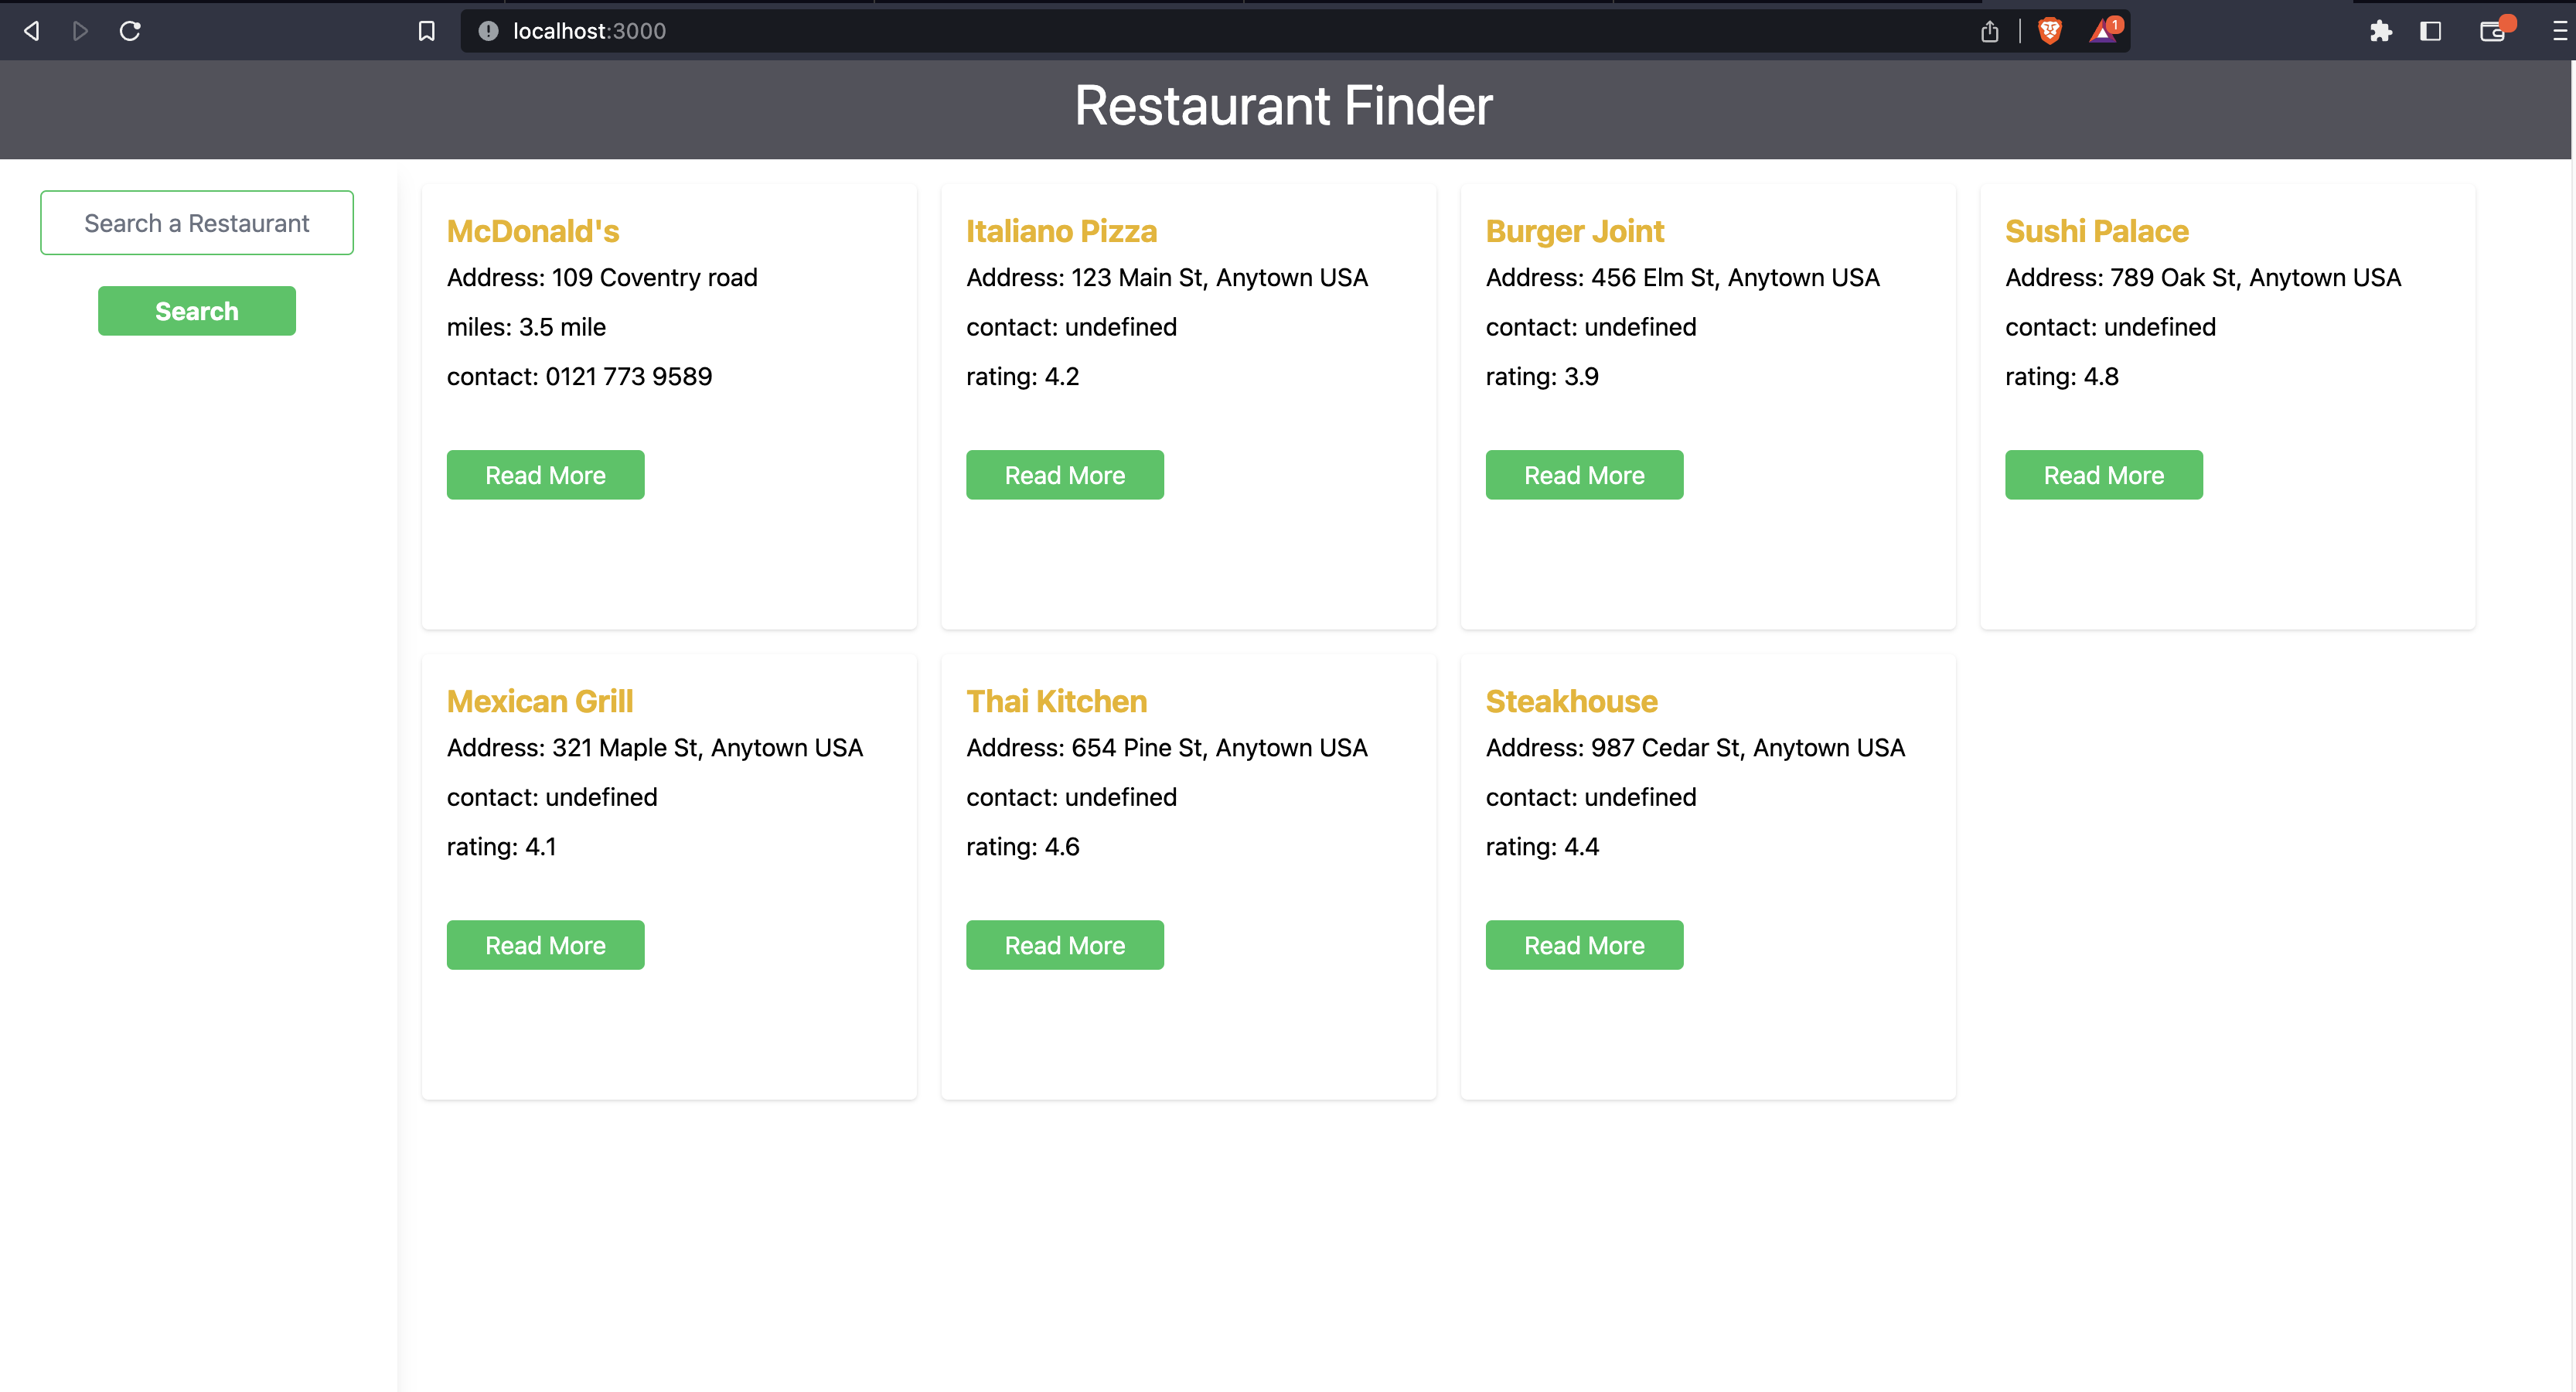 localhost:3000
1
Restaurant Finder
Search a Restaurant
Search
McDonald's
Address: 109 Coventry road
miles: 3.5 mile
contact: 0121 773 9589
Read More
Italiano Pizza
Address: 123 Main St, Anytown USA
contact: undefined
rating: 4.2
Read More
Burger Joint
Address: 456 Elm St, Anytown USA
contact: undefined
rating: 3.9
Read More
Sushi Palace
Address: 789 Oak St, Anytown USA
contact: undefined
rating: 4.8
Read More
Mexican Grill
Address: 321 Maple St, Anytown USA
contact: undefined
rating: 4.1
Read More
Thai Kitchen
Address: 654 Pine St, Anytown USA
contact: undefined
rating: 4.6
Read More
Steakhouse
Address: 987 Cedar St, Anytown USA
contact: undefined
rating: 4.4
Read More